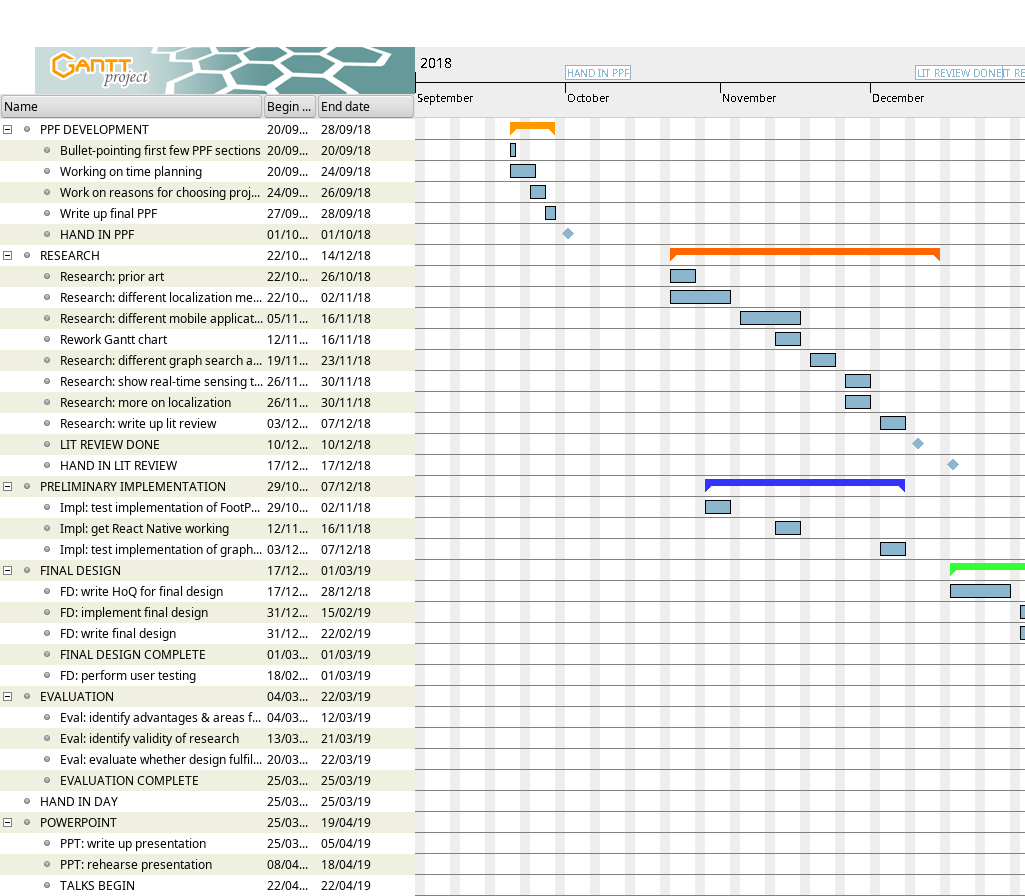 GANTT
project
2018
HAND IN PPF
LIT REVIEW DONE
September October November December
Name Begin ... End date
PPF DEVELOPMENT 20/09... 28/09/18
Bullet-pointing first few PPF sections 20/09... 20/09/18
Working on time planning 20/09... 24/09/18
Work on reasons for choosing proj... 24/09... 26/09/18
Write up final PPF 27/09... 28/09/18
HAND IN PPF 01/10... 01/10/18
RESEARCH 22/10... 14/12/18
Research: prior art 22/10... 26/10/18
Research: different localization me... 22/10... 02/11/18
Research: different mobile applicat... 05/11... 16/11/18
Rework Gantt chart 12/11... 16/11/18
Research: different graph search a... 19/11... 23/11/18
Research: show real-time sensing t... 26/11... 30/11/18
Research: more on localization 26/11... 30/11/18
Research: write up lit review 03/12... 07/12/18
LIT REVIEW DONE 10/12... 10/12/18
HAND IN LIT REVIEW 17/12... 17/12/18
PRELIMINARY IMPLEMENTATION 29/10... 07/12/18
Impl: test implementation of FootP... 29/10... 02/11/18
Impl: get React Native working 12/11... 16/11/18
Impl: test implementation of graph... 03/12... 07/12/18
FINAL DESIGN 17/12... 01/03/19
FD: write HoQ for final design 17/12... 28/12/18
FD: implement final design 31/12... 15/02/19
FD: write final design 31/12... 22/02/19
FINAL DESIGN COMPLETE 01/03... 01/03/19
FD: perform user testing 18/02... 01/03/19
EVALUATION 04/03... 22/03/19
Eval: identify advantages & areas f... 04/03... 12/03/19
Eval: identify validity of research 13/03... 21/03/19
Eval: evaluate whether design fulfil... 20/03... 22/03/19
EVALUATION COMPLETE 25/03... 25/03/19
HAND IN DAY 25/03... 25/03/19
POWERPOINT 25/03... 19/04/19
PPT: write up presentation 25/03... 05/04/19
PPT: rehearse presentation 08/04... 18/04/19
TALKS BEGIN 22/04... 22/04/19